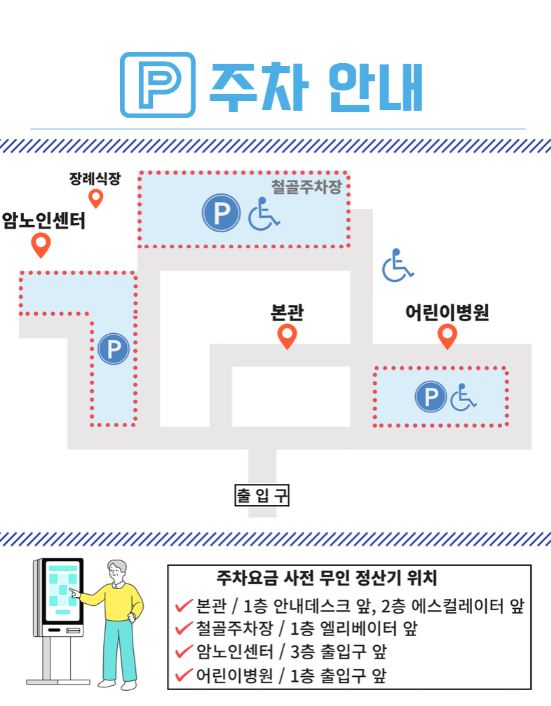 P 주차 안내
장례식장
철골주차장
암노인센터
P
본관
어린이병원
P
P
출입구
주차요금 사전 무인 정산기 위치
본관 / 1층 안내데스크 앞, 2층 에스컬레이터 앞
철골주차장 / 1층 엘리베이터 앞
암노인센터 / 3층 출입구 앞
어린이병원 / 1층 출입구 앞